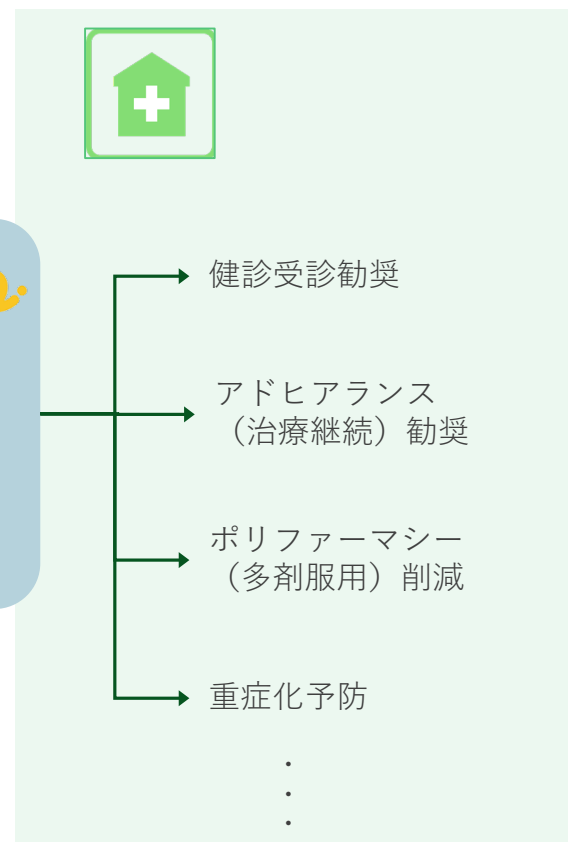 健診受診勧奨
アドヒアランス
（治療継続）勧奨
ポリファーマシー
（多剤服用）削減
重症化予防
・
・
・